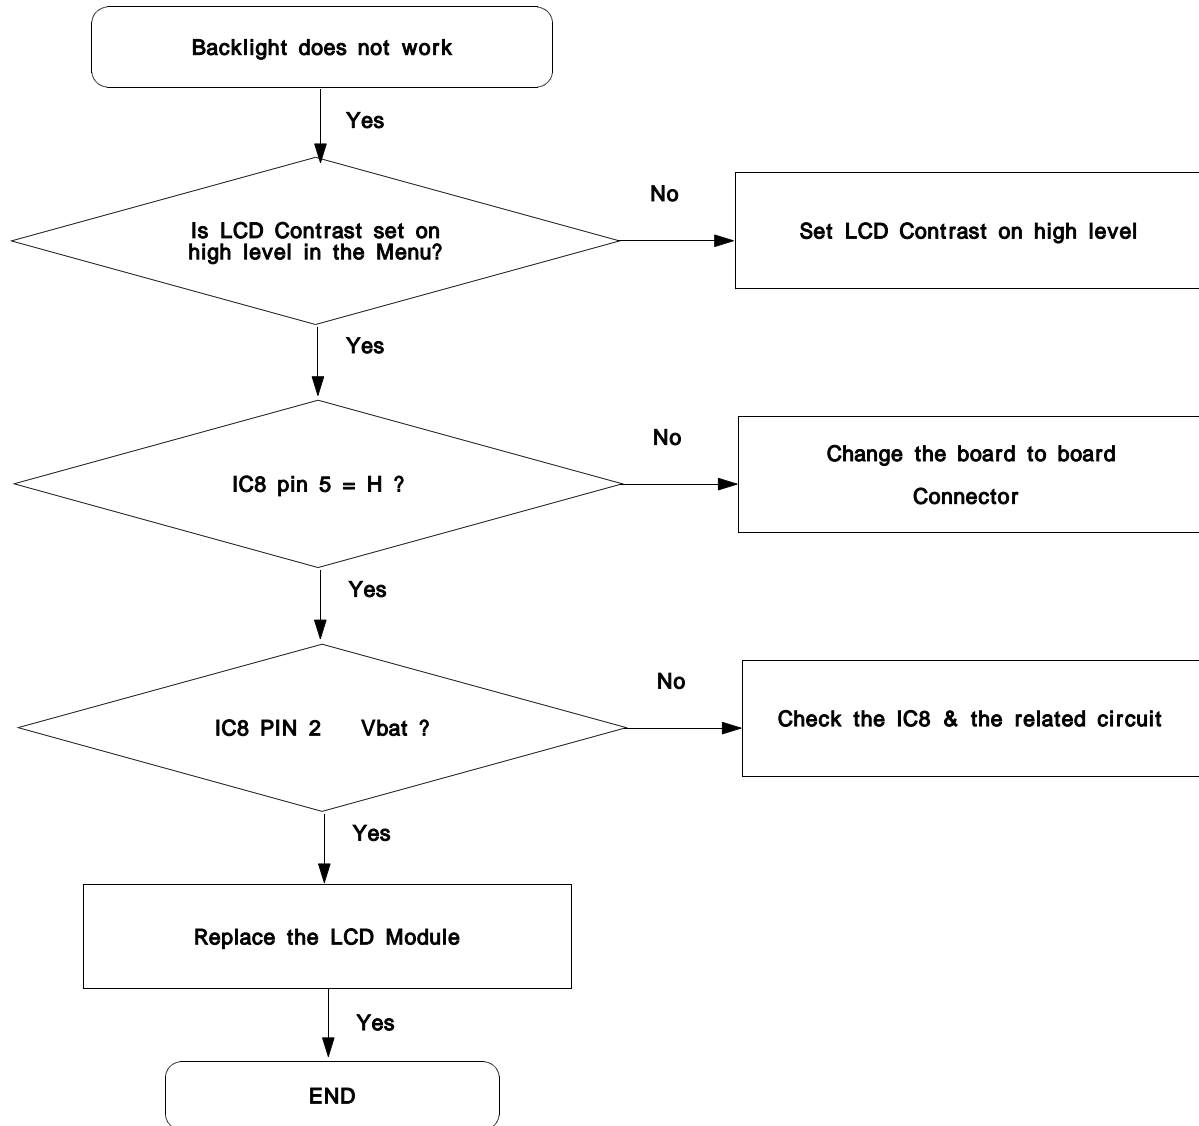 Backlight does not work
Yes
Is LCD Contrast set on
high level in the Menu?
No
Set LCD Contrast on high level
Yes
IC8 pin 5 = H ?
No
Change the board to board
Connector
Yes
IC8 PIN 2 Vbat ?
No
Check the IC8 & the related circuit
Yes
Replace the LCD Module
Yes
END